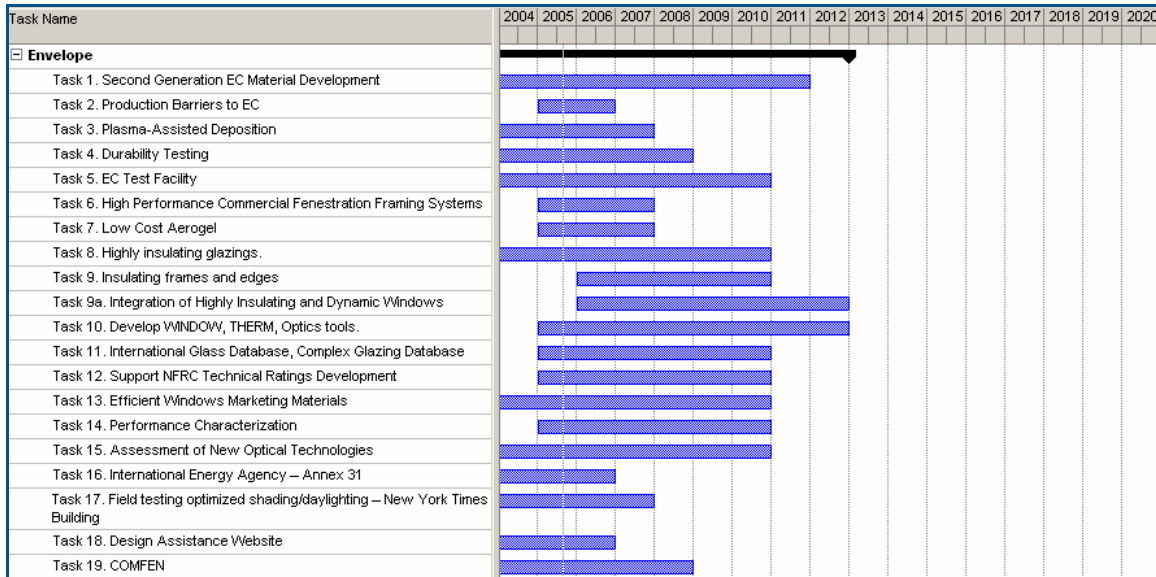 Task Name 2004 2005 2006 2007 2008 2009 2010 2011 2012 2013 2014 2015 2016 2017 2018 2019 2020
Envelope
Task 1. Second Generation EC Material Development
Task 2. Production Barriers to EC
Task 3. Plasma-Assisted Deposition
Task 4. Durability Testing
Task 5. EC Test Facility
Task 6. High Performance Commercial Fenestration Framing Systems
Task 7. Low Cost Aerogel
Task 8. Highly insulating glazings.
Task 9. Insulating frames and edges
Task 9a. Integration of Highly Insulating and Dynamic Windows
Task 10. Develop WINDOW, THERM, Optics tools.
Task 11. International Glass Database, Complex Glazing Database
Task 12. Support NFRC Technical Ratings Development
Task 13. Efficient Windows Marketing Materials
Task 14. Performance Characterization
Task 15. Assessment of New Optical Technologies
Task 16. International Energy Agency – Annex 31
Task 17. Field testing optimized shading/daylighting – New York Times
Building
Task 18. Design Assistance Website
Task 19. COMFEN